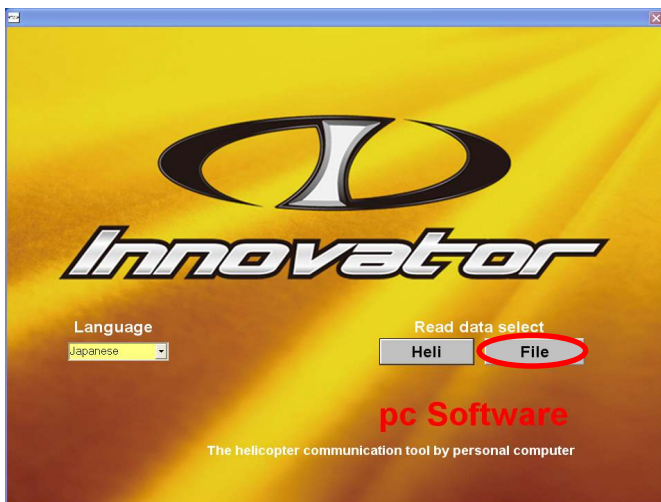 Innovator
Language
Read data select
Japanese
Heli
File
pc Software
The helicopter communication tool by personal computer